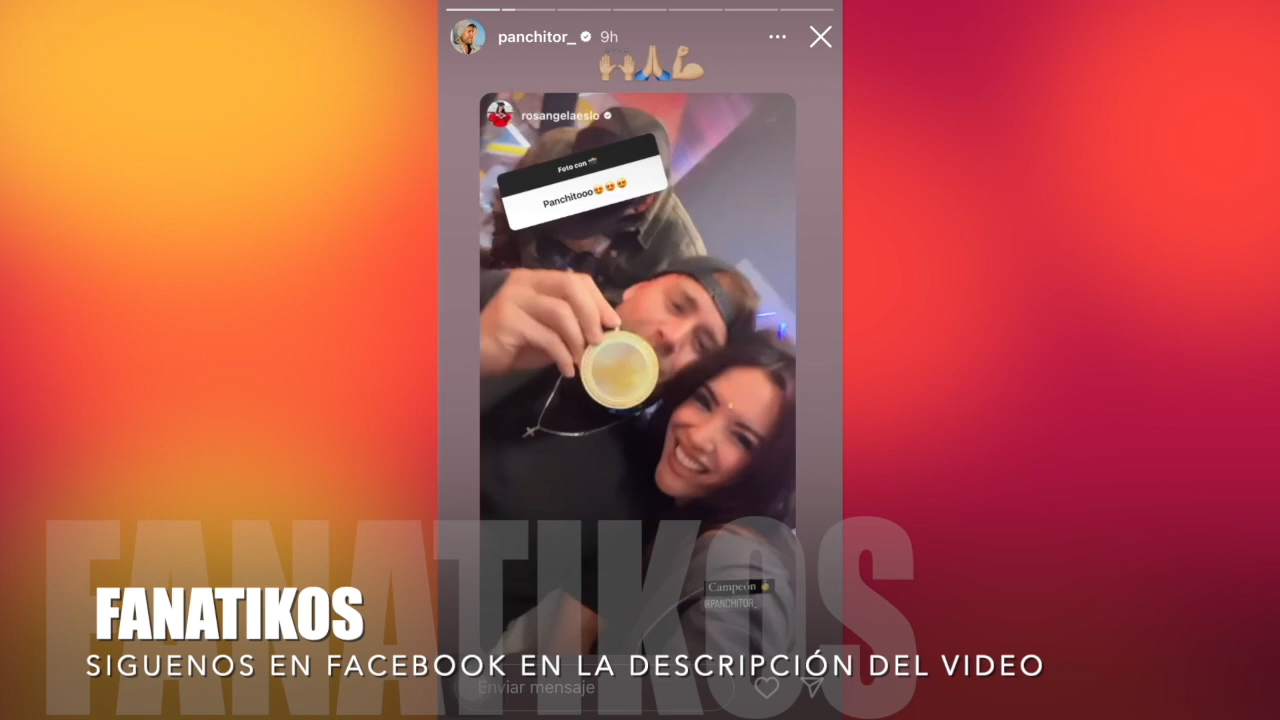 panchitor_ 9h
rosangelaeslo
Foto con
Panchitooo
Campeón
@PANCHITOR_
FANATIKOS
FANATIKOS
SIGUENOS EN FACEBOOK EN LA DESCRIPCIÓN DEL VIDEO
Enviar mensaje